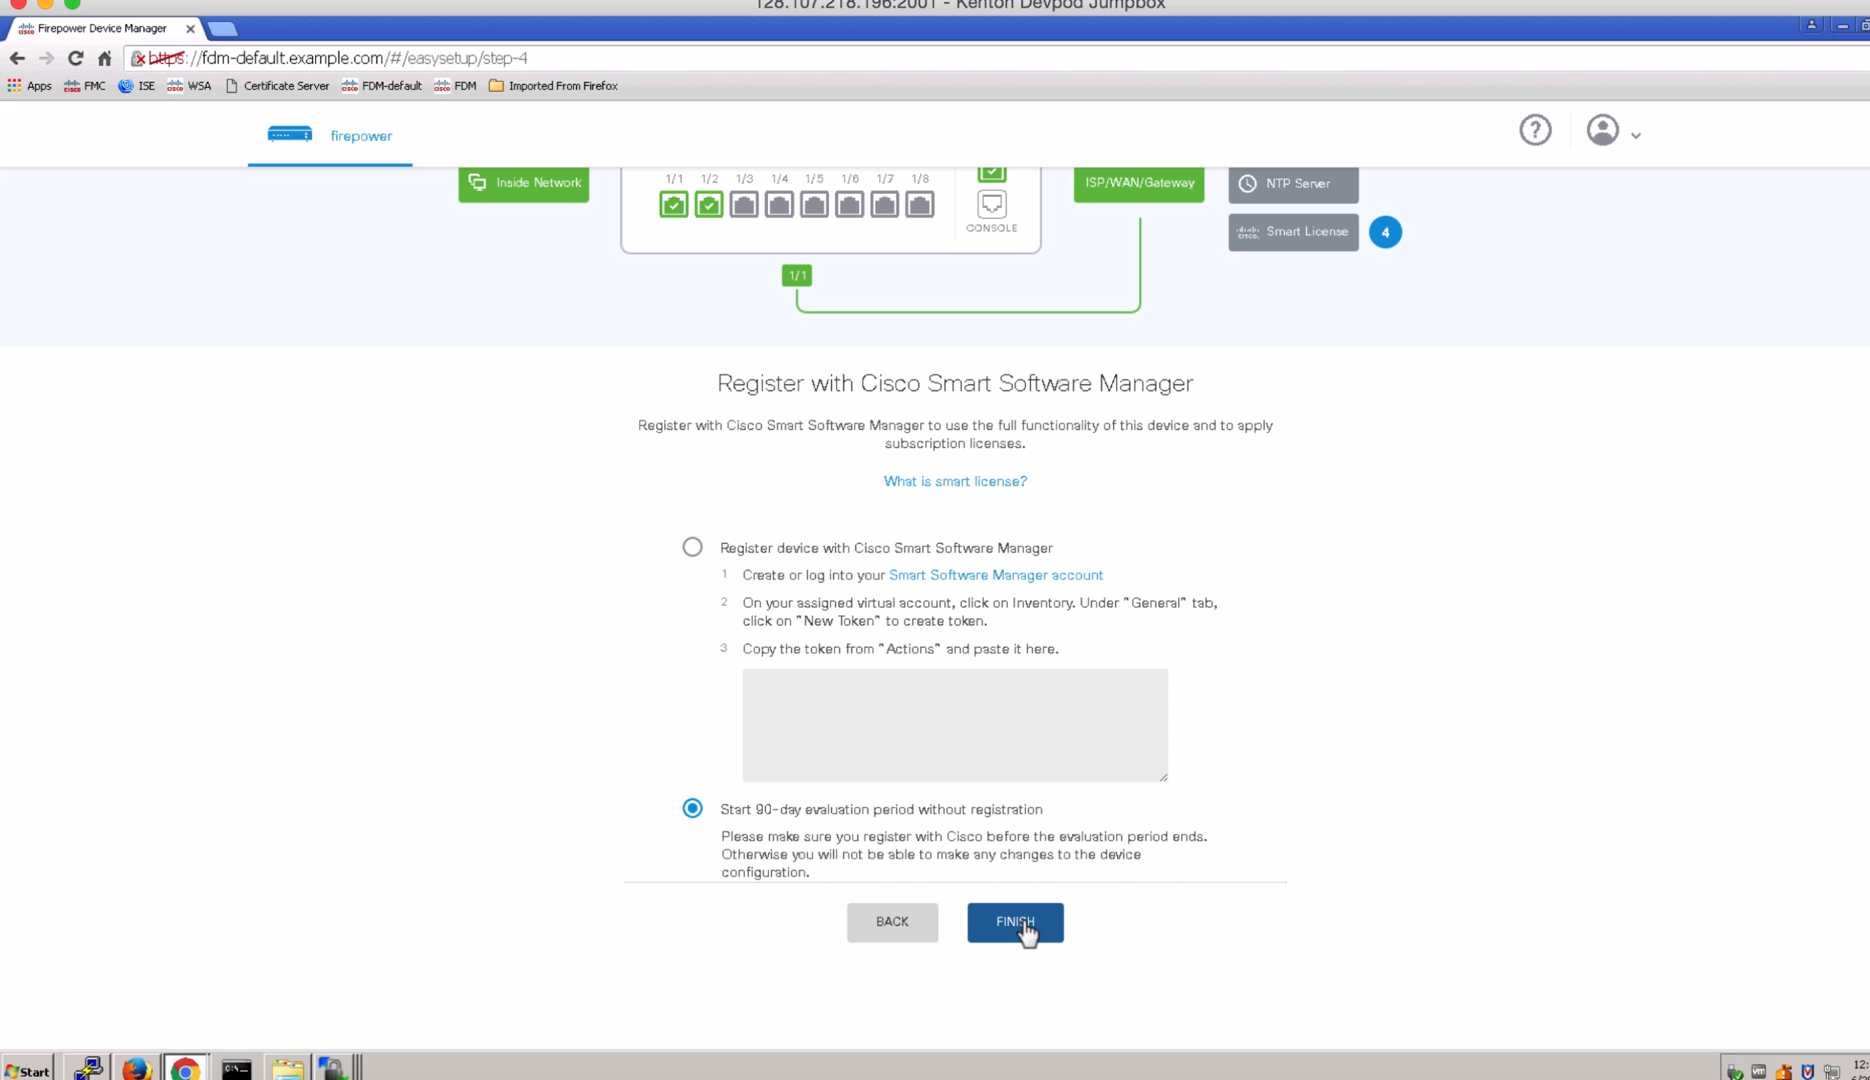 128.107.218.196:2001 - Kenton Devpod Jumpbox
Firepower Device Manager
https://fdm-default.example.com/#/easysetup/step-4
Apps FMC ISE WSA Certificate Server FDM-default FDM Imported From Firefox
firepower
?
Inside Network
1/1 1/2 1/3 1/4 1/5 1/6 1/7 1/8
CONSOLE
ISP/WAN/Gateway
NTP Server
Smart License 4
1/1
Register with Cisco Smart Software Manager
Register with Cisco Smart Software Manager to use the full functionality of this device and to apply
subscription licenses.
What is smart license?
Register device with Cisco Smart Software Manager
1 Create or log into your Smart Software Manager account
2 On your assigned virtual account, click on Inventory. Under "General" tab,
click on "New Token" to create token.
3 Copy the token from "Actions" and paste it here.
Start 90-day evaluation period without registration
Please make sure you register with Cisco before the evaluation period ends.
Otherwise you will not be able to make any changes to the device
configuration.
BACK FINISH
Start
12: